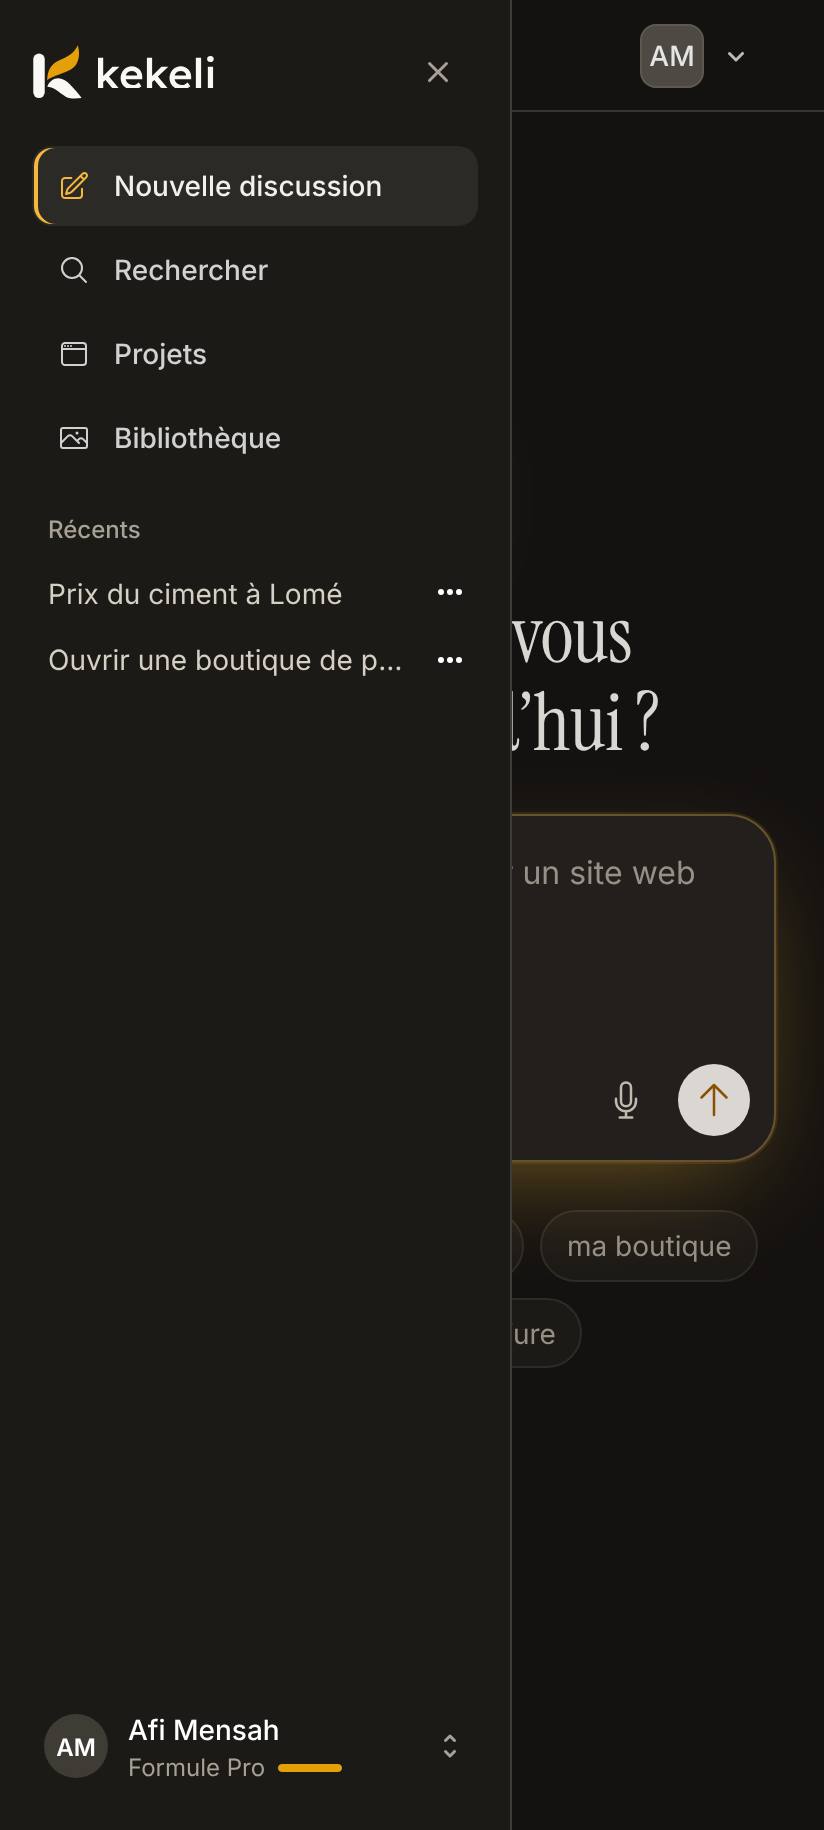 kekeli
AM
Nouvelle discussion
Rechercher
Projets
Bibliothèque
Récents
Prix du ciment à Lomé
Ouvrir une boutique de p...
vous
’hui ?
un site web
ma boutique
ure
AM
Afi Mensah
Formule Pro